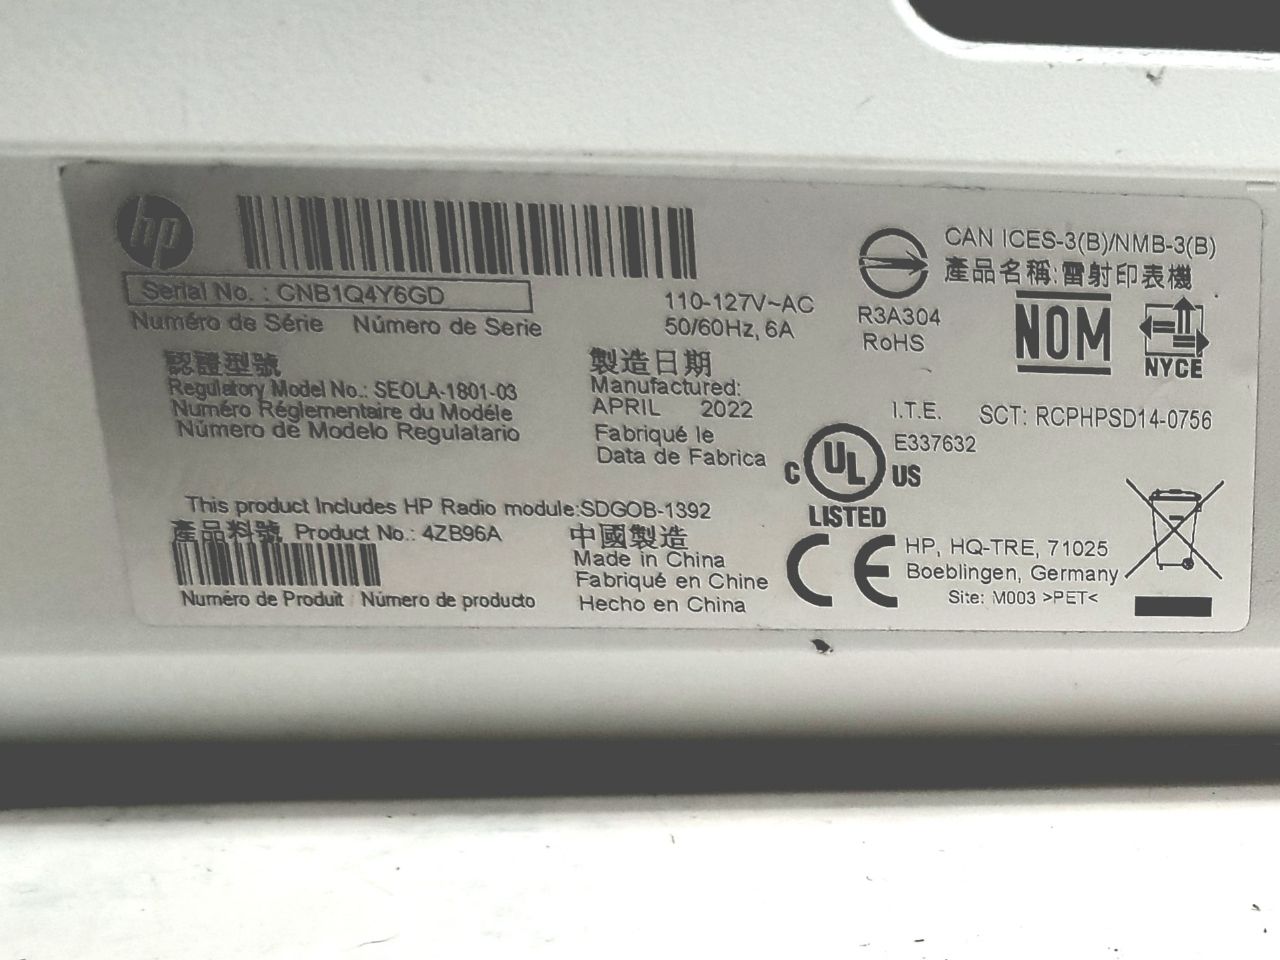 hp
Serial No. : CNB1Q4Y6GD
Numéro de Série Número de Serie
認證型號
Regulatory Model No.: SEOLA-1801-03
Numéro Réglementaire du Modéle
Número de Modelo Regulatario
This product Includes HP Radio module:SDGOB-1392
產品料號 Product No.: 4ZB96A
Numéro de Produit Número de producto
110-127V~AC
50/60Hz, 6A
製造日期
Manufactured:
APRIL 2022
Fabriqué le
Data de Fabrica
中國製造
Made in China
Fabriqué en Chine
Hecho en China
R3A304
RoHS
CAN ICES-3(B)/NMB-3(B)
產品名稱:雷射印表機
NOM
NYCE
I.T.E.
E337632
SCT: RCPHPSD14-0756
C UL US
LISTED
CE
HP, HQ-TRE, 71025
Boeblingen, Germany
Site: M003 >PET<